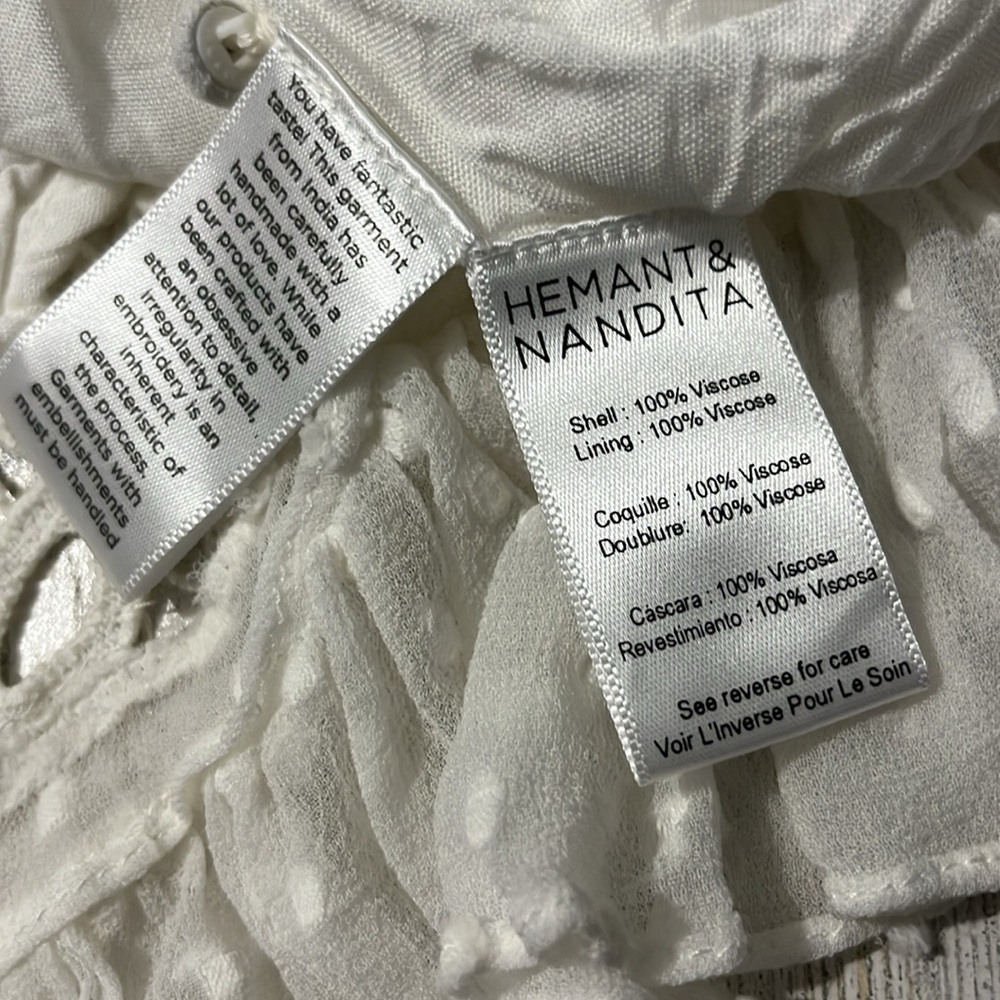 You have fantastic
taste! This garment
from India has
been carefully
handmade with a
lot of love. While
our products have
been crafted with
an obsessive
attention to detail,
irregularity in
embroidery is an
inherent
characteristic of
the process.
Garments with
embellishments
must be handled
HEMANT &
NANDITA
Shell : 100% Viscose
Lining : 100% Viscose
Coquille : 100% Viscose
Doublure: 100% Viscose
Càscara : 100% Viscosa
Revestimiento : 100% Viscosa
See reverse for care
Voir L'Inverse Pour Le Soin